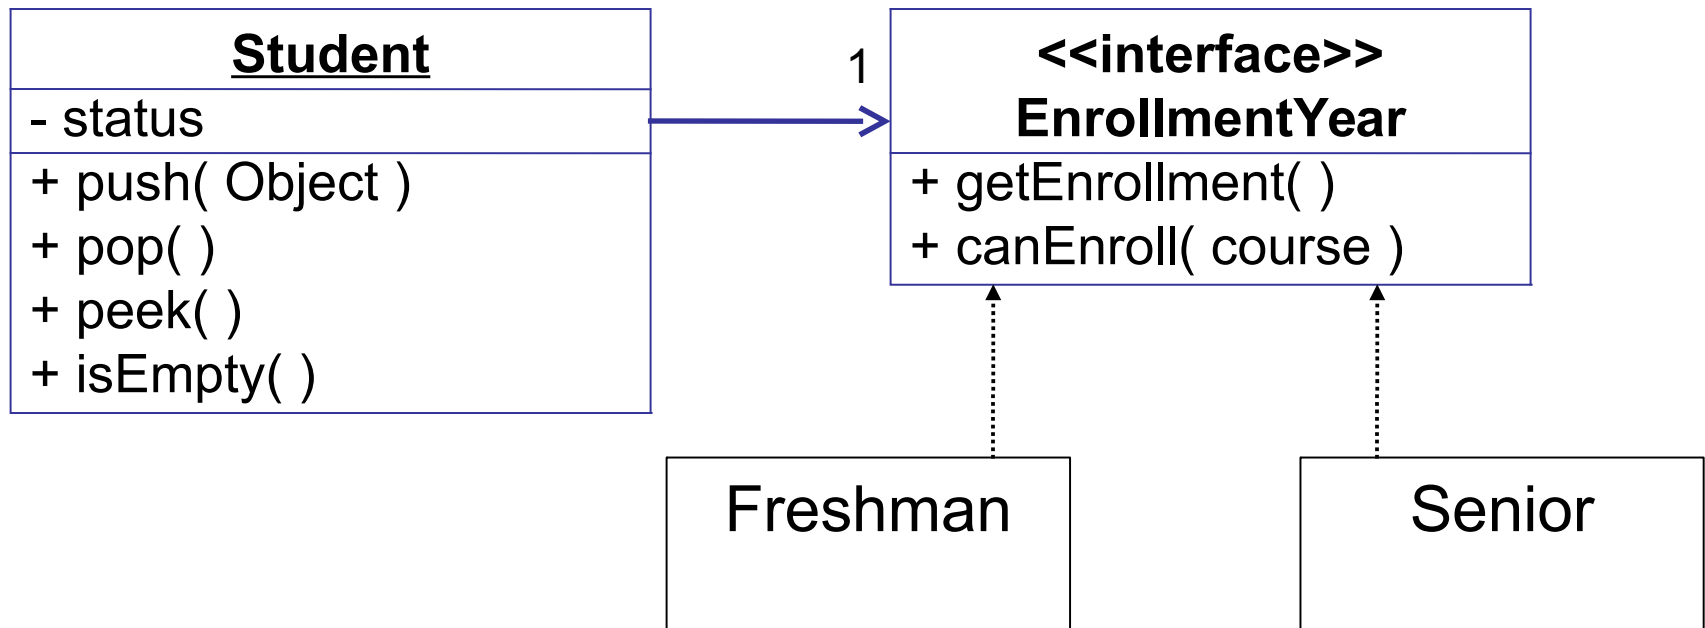 Student
- status
+ push( Object )
+ pop( )
+ peek( )
+ isEmpty( )
1
<<interface>>
EnrollmentYear
+ getEnrollment( )
+ canEnroll( course )
Freshman
Senior